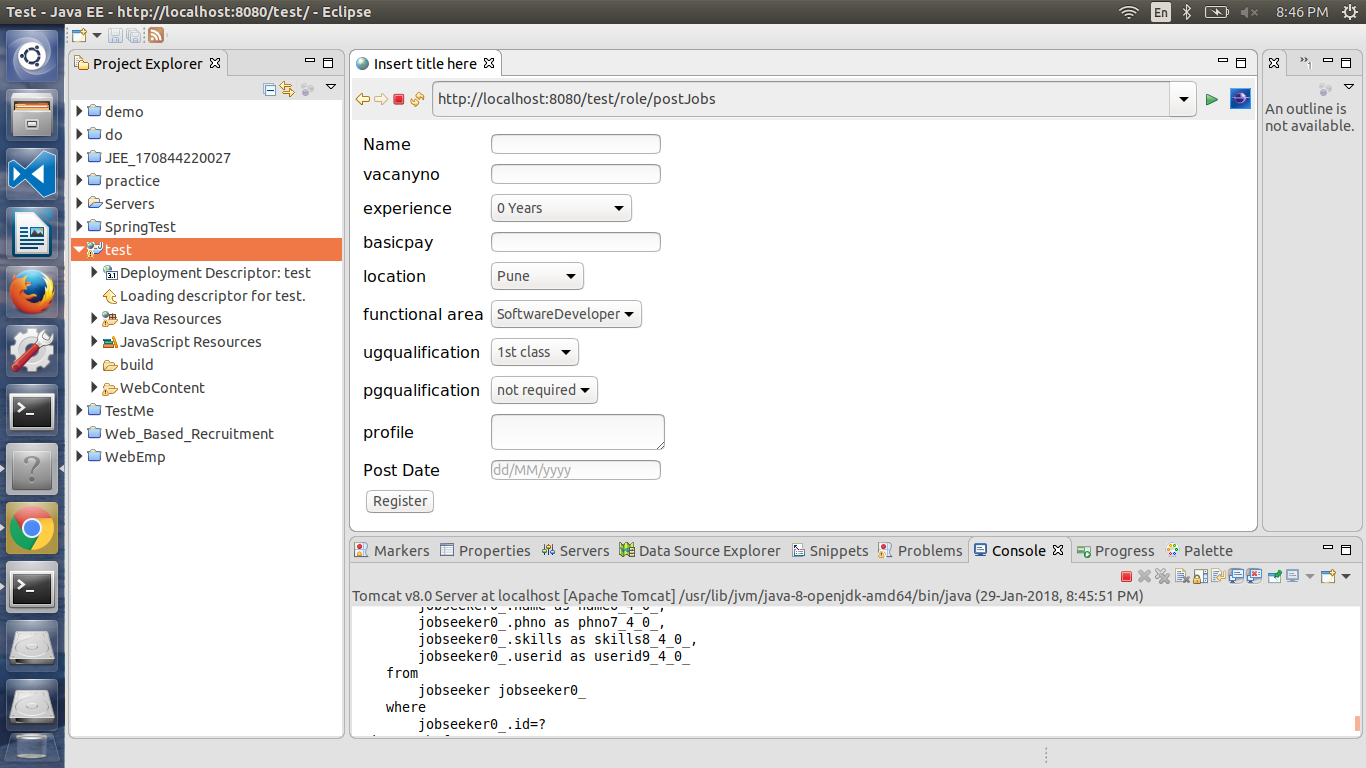 Test - Java EE - http://localhost:8080/test/ - Eclipse
En
8:46 PM
Project Explorer
demo
do
JEE_170844220027
practice
Servers
SpringTest
test
Deployment Descriptor: test
Loading descriptor for test.
Java Resources
JavaScript Resources
build
WebContent
TestMe
Web_Based_Recruitment
WebEmp
Insert title here
http://localhost:8080/test/role/postJobs
Name
vacanyno
experience 0 Years
basicpay
location Pune
functional area SoftwareDeveloper
ugqualification 1st class
pgqualification not required
profile
Post Date dd/MM/yyyy
Register
An outline is
not available.
Markers Properties Servers Data Source Explorer Snippets Problems Console Progress Palette
Tomcat v8.0 Server at localhost [Apache Tomcat] /usr/lib/jvm/java-8-openjdk-amd64/bin/java (29-Jan-2018, 8:45:51 PM)
jobseeker0_.name as name6_4_0_,
jobseeker0_.phno as phno7_4_0_,
jobseeker0_.skills as skills8_4_0_,
jobseeker0_.userid as userid9_4_0_
from
jobseeker jobseeker0_
where
jobseeker0_.id=?